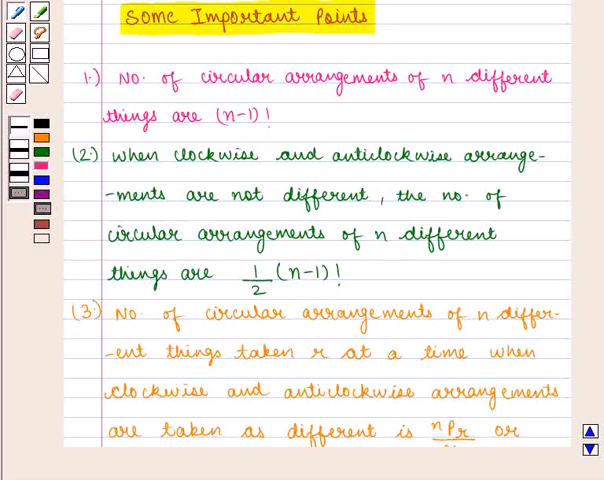 Some Important Points
1.) No. of circular arrangements of n different
things are (n-1)!
(2.) When clockwise and anticlockwise arrange-
-ments are not different, the no. of
circular arrangements of n different
things are 1/2 (n-1)!
(3.) No. of circular arrangements of n differ-
-ent things taken r at a time when
clockwise and anticlockwise arrangements
are taken as different is nPr or